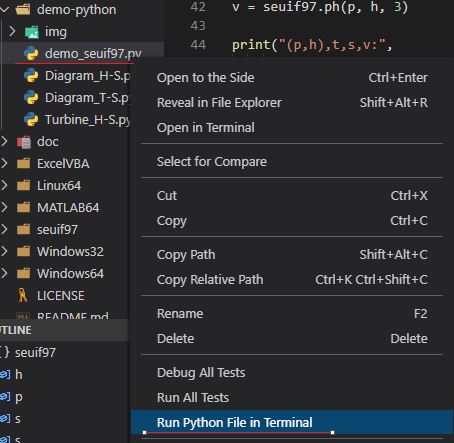 demo-python
img
demo_seuif97.py
Diagram_H-S.p
Diagram_T-S.py
Turbine_H-S.py
doc
ExcelVBA
Linux64
MATLAB64
seuif97
Windows32
Windows64
LICENSE
README.md
UTLINE
{ } seuif97
h
p
s
s
42
v = seuif97.ph(p, h, 3)
43
44
print("(p,h),t,s,v:",
Open to the Side Ctrl+Enter
Reveal in File Explorer Shift+Alt+R
Open in Terminal
Select for Compare
Cut Ctrl+X
Copy Ctrl+C
Copy Path Shift+Alt+C
Copy Relative Path Ctrl+K Ctrl+Shift+C
Rename F2
Delete Delete
Debug All Tests
Run All Tests
Run Python File in Terminal